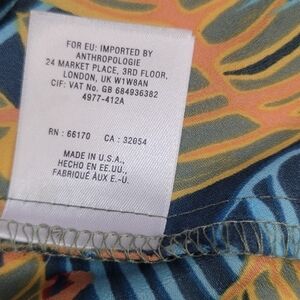 FOR EU: IMPORTED BY
ANTHROPOLOGIE
24 MARKET PLACE, 3RD FLOOR,
LONDON, UK W1W8AN
CIF: VAT No. GB 684936382
4977-412A
RN : 66170 CA : 32054
MADE IN U.S.A.,
HECHO EN EE.UU.,
FABRIQUÉ AUX E.-U.